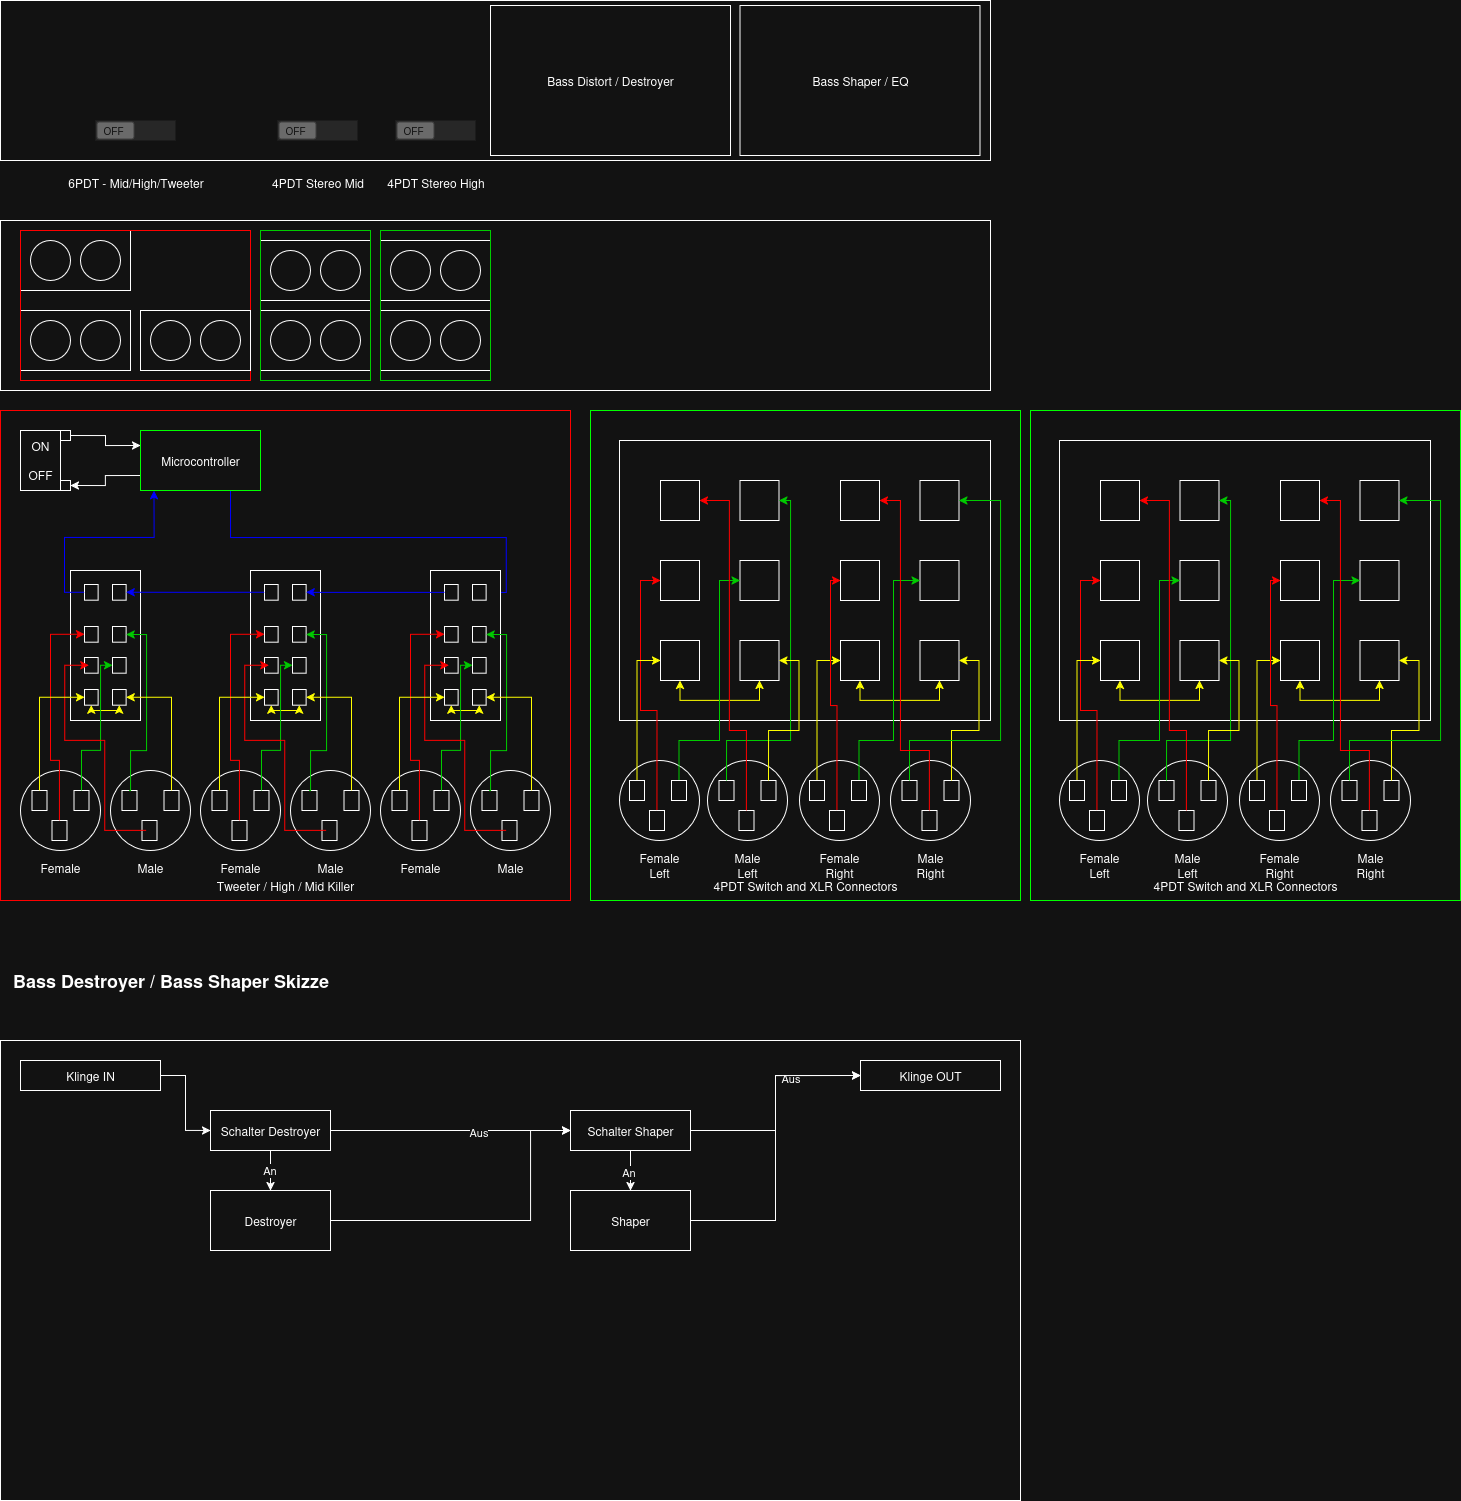 Bass Distort / Destroyer
Bass Shaper / EQ
OFF
OFF
OFF
6PDT - Mid/High/Tweeter
4PDT Stereo Mid
4PDT Stereo High
ON
OFF
Microcontroller
Female
Male
Female
Male
Female
Male
Tweeter / High / Mid Killer
Female
Left
Male
Left
Female
Right
Male
Right
4PDT Switch and XLR Connectors
Female
Left
Male
Left
Female
Right
Male
Right
4PDT Switch and XLR Connectors
Bass Destroyer / Bass Shaper Skizze
Klinge IN
Aus
Klinge OUT
Schalter Destroyer
Aus
Schalter Shaper
An
An
Destroyer
Shaper